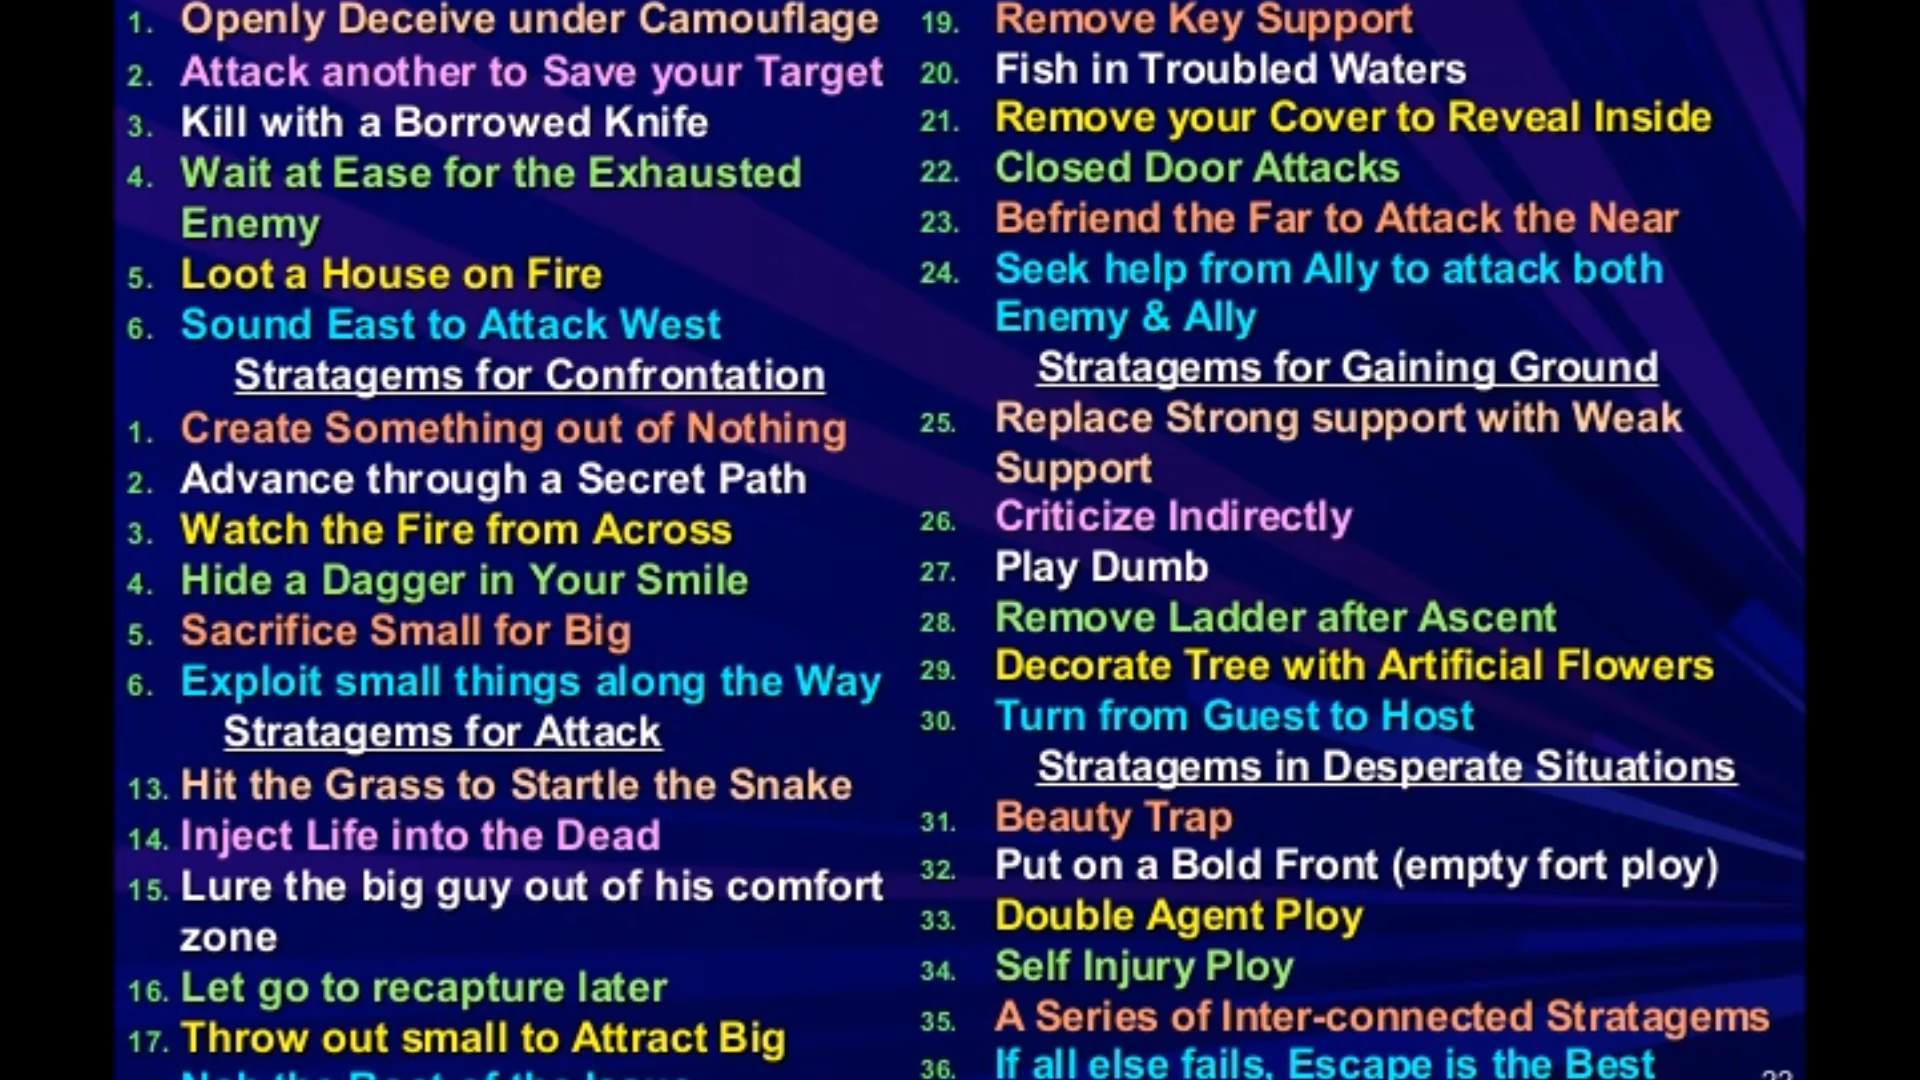 1. Openly Deceive under Camouflage
2. Attack another to Save your Target
3. Kill with a Borrowed Knife
4. Wait at Ease for the Exhausted
Enemy
5. Loot a House on Fire
6. Sound East to Attack West
Stratagems for Confrontation
1. Create Something out of Nothing
2. Advance through a Secret Path
3. Watch the Fire from Across
4. Hide a Dagger in Your Smile
5. Sacrifice Small for Big
6. Exploit small things along the Way
Stratagems for Attack
13. Hit the Grass to Startle the Snake
14. Inject Life into the Dead
15. Lure the big guy out of his comfort
zone
16. Let go to recapture later
17. Throw out small to Attract Big
19. Remove Key Support
20. Fish in Troubled Waters
21. Remove your Cover to Reveal Inside
22. Closed Door Attacks
23. Befriend the Far to Attack the Near
24. Seek help from Ally to attack both
Enemy & Ally
Stratagems for Gaining Ground
25. Replace Strong support with Weak
Support
26. Criticize Indirectly
27. Play Dumb
28. Remove Ladder after Ascent
29. Decorate Tree with Artificial Flowers
30. Turn from Guest to Host
Stratagems in Desperate Situations
31. Beauty Trap
32. Put on a Bold Front (empty fort ploy)
33. Double Agent Ploy
34. Self Injury Ploy
35. A Series of Inter-connected Stratagems
36. If all else fails, Escape is the Best